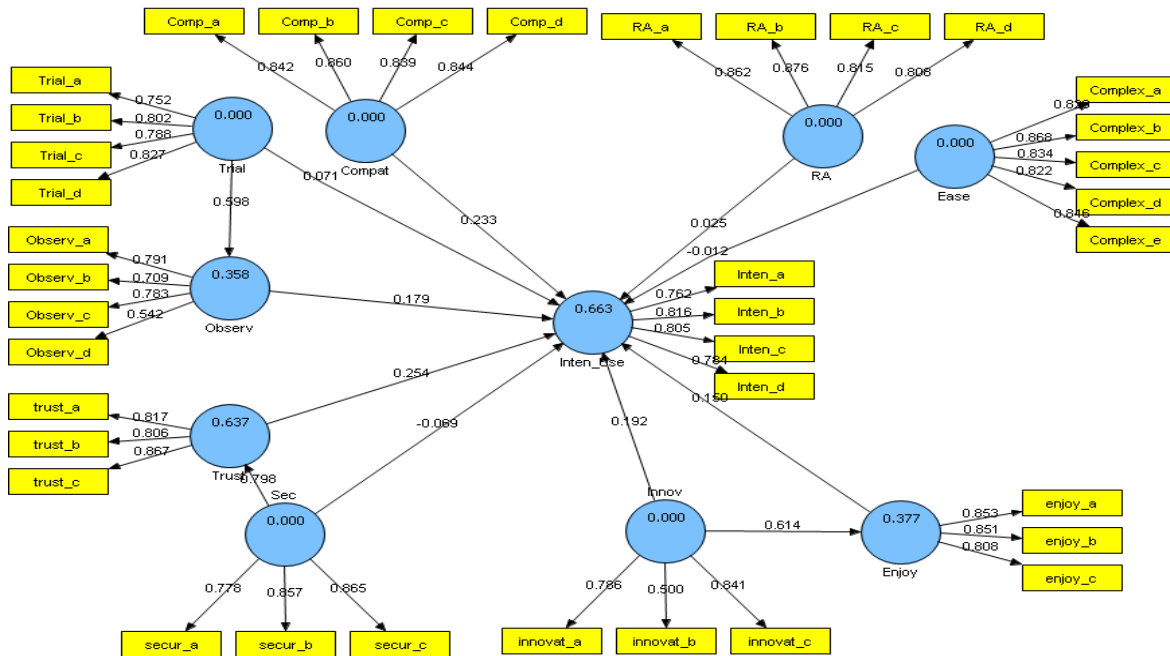 Comp_a
Comp_b
Comp_c
Comp_d
RA_a
RA_b
RA_c
RA_d
0.842
0.860
0.839
0.844
0.862
0.876
0.815
0.808
Trial_a
Trial_b
Trial_c
Trial_d
0.752
0.802
0.788
0.827
0.000
Trial
0.000
Compat
0.000
RA
0.000
Ease
Complex_a
Complex_b
Complex_c
Complex_d
Complex_e
0.868
0.834
0.822
0.846
0.071
0.233
0.025
-0.012
0.598
Observ_a
Observ_b
Observ_c
Observ_d
0.791
0.709
0.783
0.542
0.358
Observ
0.179
0.663
Inten_Use
Inten_a
Inten_b
Inten_c
Inten_d
0.762
0.816
0.805
0.784
trust_a
trust_b
trust_c
0.817
0.806
0.867
0.637
Trust
0.254
-0.069
0.192
0.150
0.798
Sec
0.000
Innov
0.000
0.614
0.377
Enjoy
enjoy_a
enjoy_b
enjoy_c
0.853
0.851
0.808
0.778
0.857
0.865
0.786
0.500
0.841
secur_a
secur_b
secur_c
innovat_a
innovat_b
innovat_c